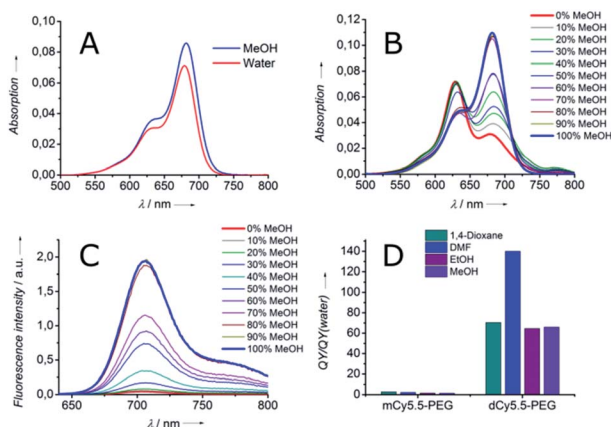 A
0,10
0,08
0,06
0,04
0,02
0,00
500 550 600 650 700 750 800
Absorption
λ / nm
MeOH
Water
B
0,12
0,10
0,08
0,06
0,04
0,02
0,00
500 550 600 650 700 750 800
Absorption
λ / nm
0% MeOH
10% MeOH
20% MeOH
30% MeOH
40% MeOH
50% MeOH
60% MeOH
70% MeOH
80% MeOH
90% MeOH
100% MeOH
C
2,0
1,5
1,0
0,5
0,0
650 700 750 800
Fluorescence intensity / a.u.
λ / nm
0% MeOH
10% MeOH
20% MeOH
30% MeOH
40% MeOH
50% MeOH
60% MeOH
70% MeOH
80% MeOH
90% MeOH
100% MeOH
D
140
120
100
80
60
40
20
0
QY/QY(water)
1,4-Dioxane
DMF
EtOH
MeOH
mCy5.5-PEG dCy5.5-PEG